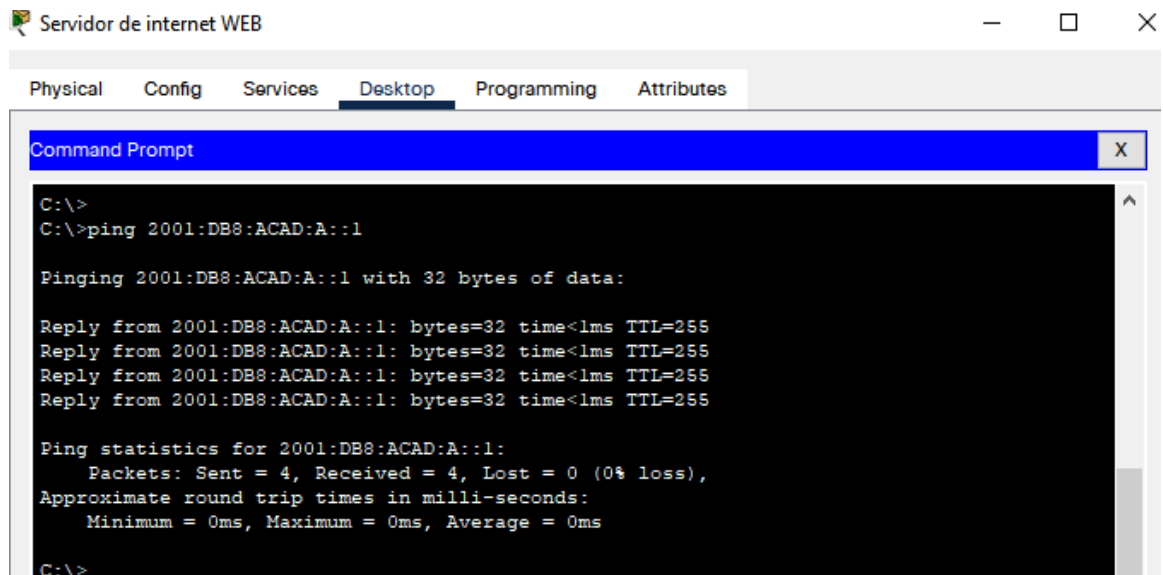 Servidor de internet WEB
Physical Config Services Desktop Programming Attributes
Command Prompt X
C:\>
C:\>ping 2001:DB8:ACAD:A::1
Pinging 2001:DB8:ACAD:A::1 with 32 bytes of data:
Reply from 2001:DB8:ACAD:A::1: bytes=32 time<1ms TTL=255
Reply from 2001:DB8:ACAD:A::1: bytes=32 time<1ms TTL=255
Reply from 2001:DB8:ACAD:A::1: bytes=32 time<1ms TTL=255
Reply from 2001:DB8:ACAD:A::1: bytes=32 time<1ms TTL=255
Ping statistics for 2001:DB8:ACAD:A::1:
Packets: Sent = 4, Received = 4, Lost = 0 (0% loss),
Approximate round trip times in milli-seconds:
Minimum = 0ms, Maximum = 0ms, Average = 0ms
C:\>